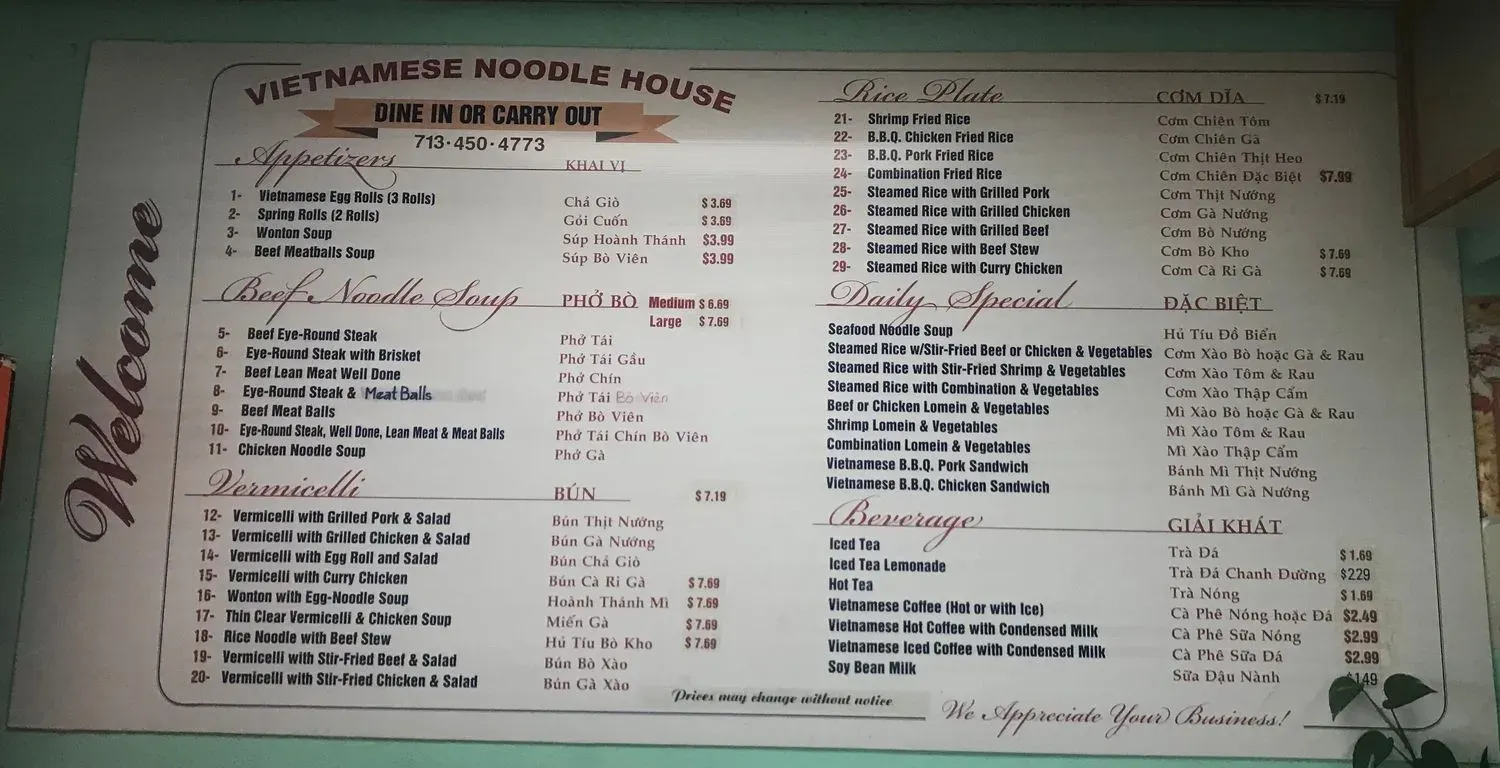 Welcome
VIETNAMESE NOODLE HOUSE
DINE IN OR CARRY OUT
713·450·4773
Appetizers KHAI VỊ
1- Vietnamese Egg Rolls (3 Rolls) Chá Giò $3.69
2- Spring Rolls (2 Rolls) Gói Cuốn $3.69
3- Wonton Soup Súp Hoành Thánh $3.99
4- Beef Meatballs Soup Súp Bò Viên $3.99
Beef Noodle Soup PHỞ BÒ Medium $6.69
Large $7.69
5- Beef Eye-Round Steak Phở Tái
6- Eye-Round Steak with Brisket Phở Tái Gầu
7- Beef Lean Meat Well Done Phở Chín
8- Eye-Round Steak & Meat Balls Phở Tái Bò Viên
9- Beef Meat Balls Phở Bò Viên
10- Eye-Round Steak, Well Done, Lean Meat & Meat Balls Phở Tái Chín Bò Viên
11- Chicken Noodle Soup Phở Gà
Vermicelli BÚN $7.19
12- Vermicelli with Grilled Pork & Salad Bún Thịt Nướng
13- Vermicelli with Grilled Chicken & Salad Bún Gà Nướng
14- Vermicelli with Egg Roll and Salad Bún Chả Giò
15- Vermicelli with Curry Chicken Bún Cà Ri Gà $7.69
16- Wonton with Egg-Noodle Soup Hoành Thánh Mì $7.69
17- Thin Clear Vermicelli & Chicken Soup Miến Gà $7.69
18- Rice Noodle with Beef Stew Hủ Tíu Bò Kho $7.69
19- Vermicelli with Stir-Fried Beef & Salad Bún Bò Xào
20- Vermicelli with Stir-Fried Chicken & Salad Bún Gà Xào
Prices may change without notice
Rice Plate CƠM DĨA $7.19
21- Shrimp Fried Rice Cơm Chiên Tôm
22- B.B.Q. Chicken Fried Rice Cơm Chiên Gà
23- B.B.Q. Pork Fried Rice Cơm Chiên Thịt Heo
24- Combination Fried Rice Cơm Chiên Đặc Biệt $7.99
25- Steamed Rice with Grilled Pork Cơm Thịt Nướng
26- Steamed Rice with Grilled Chicken Cơm Gà Nướng
27- Steamed Rice with Grilled Beef Cơm Bò Nướng
28- Steamed Rice with Beef Stew Cơm Bò Kho $7.69
29- Steamed Rice with Curry Chicken Cơm Cà Ri Gà $7.69
Daily Special ĐẶC BIỆT
Seafood Noodle Soup Hủ Tíu Đồ Biển
Steamed Rice w/Stir-Fried Beef or Chicken & Vegetables Cơm Xào Bò hoặc Gà & Rau
Steamed Rice with Stir-Fried Shrimp & Vegetables Cơm Xào Tôm & Rau
Steamed Rice with Combination & Vegetables Cơm Xào Thập Cẩm
Beef or Chicken Lomein & Vegetables Mì Xào Bò hoặc Gà & Rau
Shrimp Lomein & Vegetables Mì Xào Tôm & Rau
Combination Lomein & Vegetables Mì Xào Thập Cẩm
Vietnamese B.B.Q. Pork Sandwich Bánh Mì Thịt Nướng
Vietnamese B.B.Q. Chicken Sandwich Bánh Mì Gà Nướng
Beverage GIẢI KHÁT
Iced Tea Trà Đá $1.69
Iced Tea Lemonade Trà Đá Chanh Đường $229
Hot Tea Trà Nóng $1.69
Vietnamese Coffee (Hot or with Ice) Cà Phê Nóng hoặc Đá $2.49
Vietnamese Hot Coffee with Condensed Milk Cà Phê Sữa Nóng $2.99
Vietnamese Iced Coffee with Condensed Milk Cà Phê Sữa Đá $2.99
Soy Bean Milk Sữa Đậu Nành $149
We Appreciate Your Business!